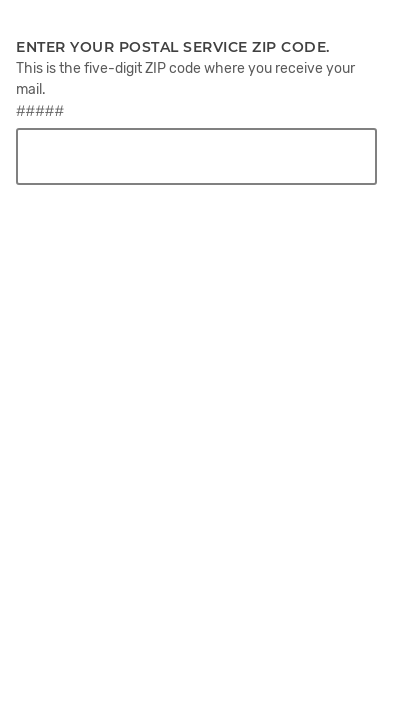 ENTER YOUR POSTAL SERVICE ZIP CODE.
This is the five-digit ZIP code where you receive your
mail.
#####